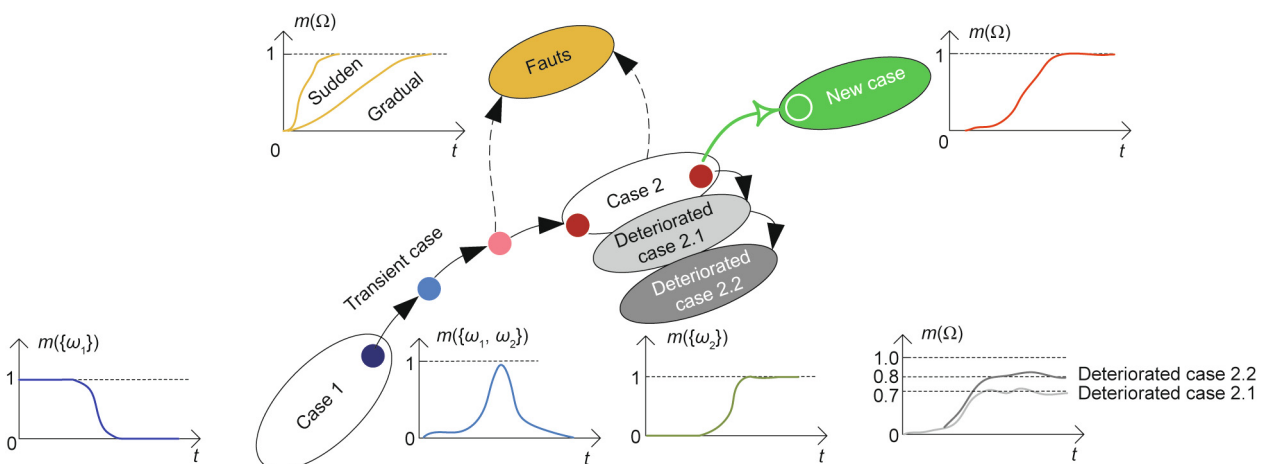 m(Ω)
1
Sudden
Gradual
0
t
Fauts
New case
m(Ω)
1
0
t
Case 2
Deteriorated
case 2.1
Deteriorated
case 2.2
Transient case
Case 1
m({ω₁})
1
0
t
m({ω₁, ω₂})
1
0
t
m({ω₂})
1
0
t
m(Ω)
1.0
0.8
0.7
0
t
Deteriorated case 2.2
Deteriorated case 2.1